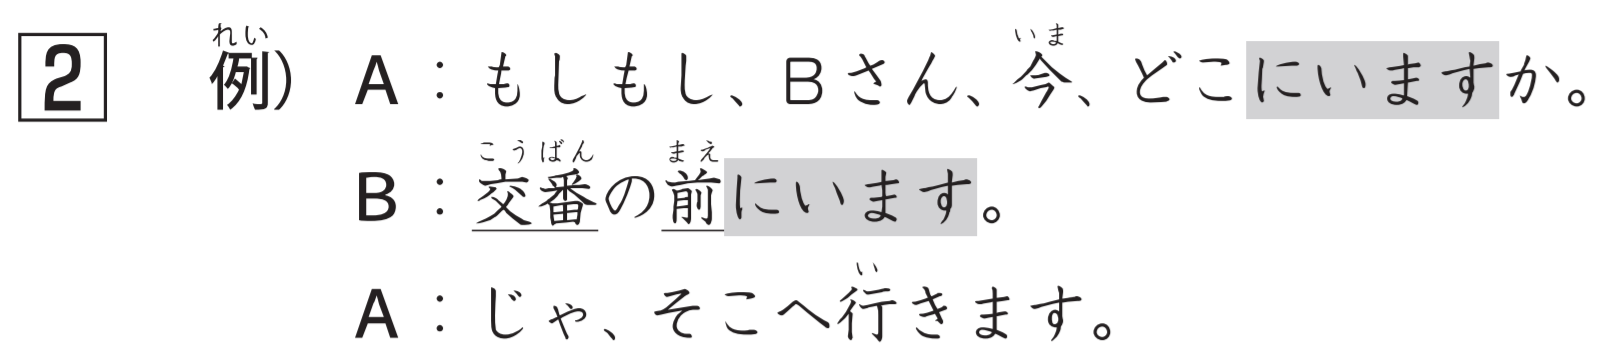 2 例) A：もしもし、Bさん、今、どこにいますか。
B：交番の前にいます。
A：じゃ、そこへ行きます。